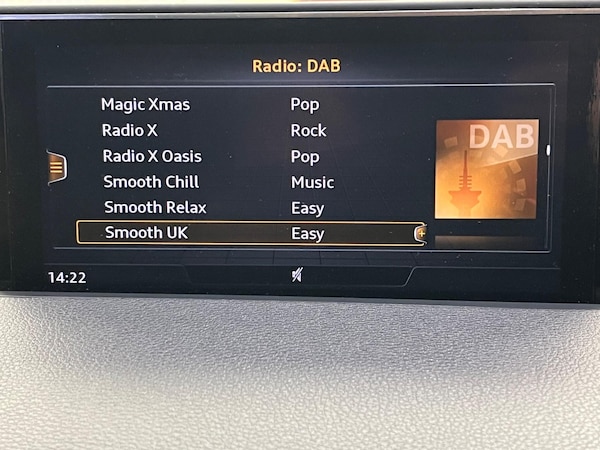 Radio: DAB
Magic Xmas Pop
Radio X Rock
Radio X Oasis Pop
Smooth Chill Music
Smooth Relax Easy
Smooth UK Easy
DAB
14:22